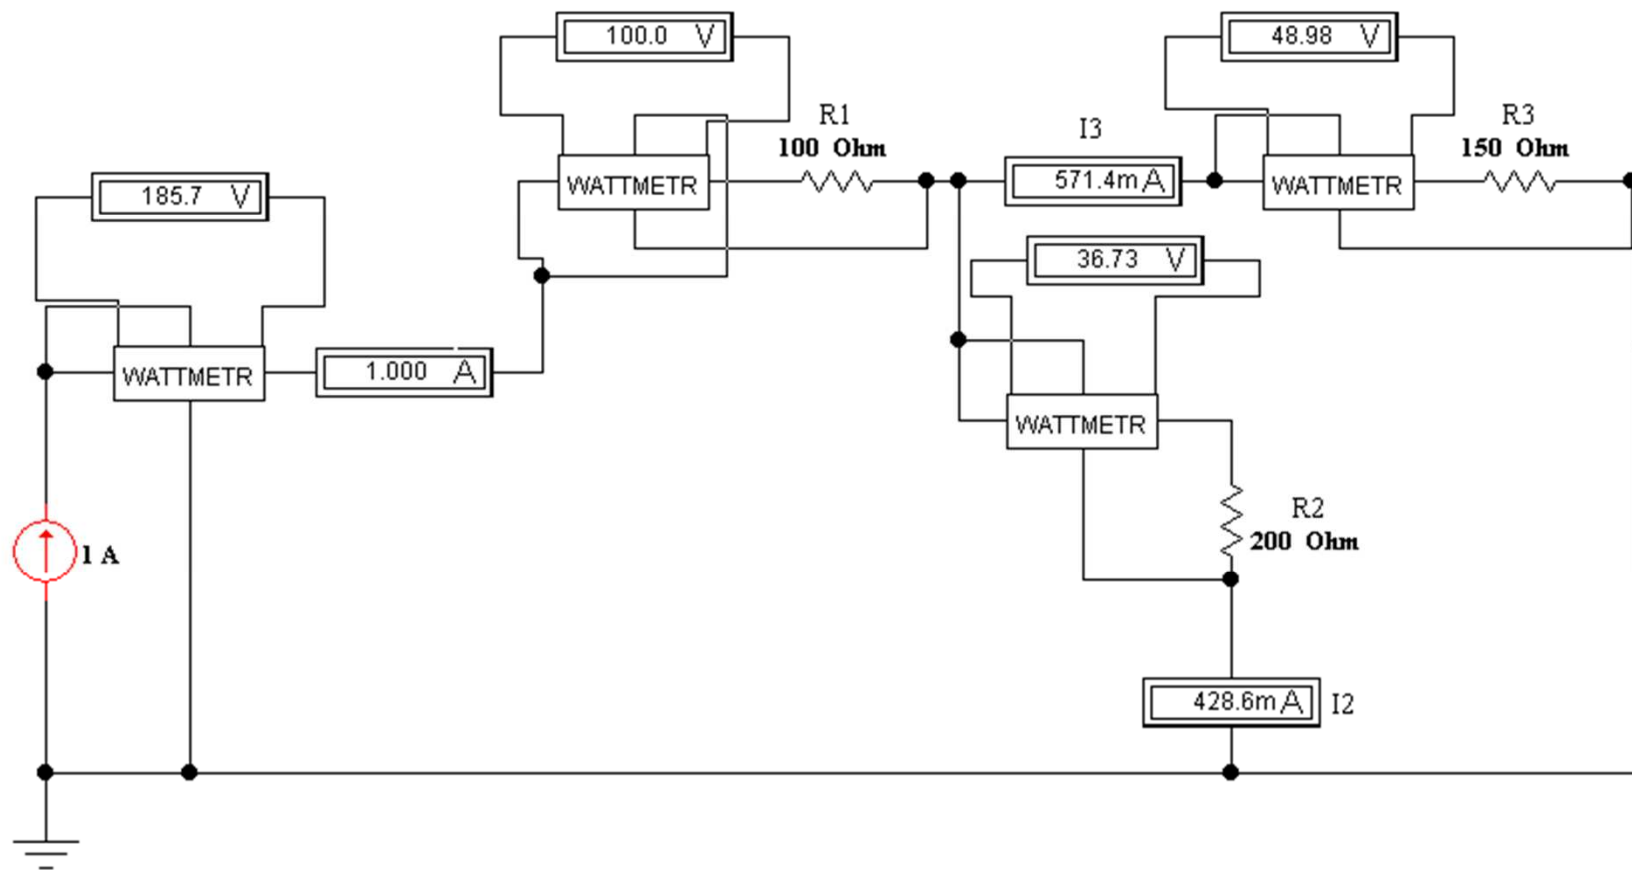 100.0 V
48.98 V
R1
100 Ohm
I3
R3
150 Ohm
WATTMETR
571.4m A
WATTMETR
185.7 V
36.73 V
WATTMETR
1.000 A
WATTMETR
R2
200 Ohm
1 A
428.6m A
I2